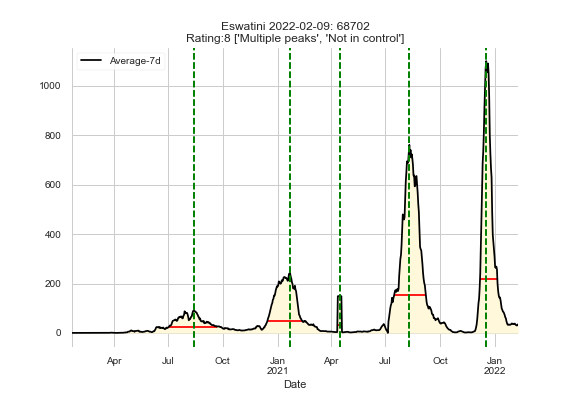 Eswatini 2022-02-09: 68702
Rating:8 ['Multiple peaks', 'Not in control']
Average-7d
1000
800
600
400
200
0
Apr
Jul
Oct
Jan
2021
Apr
Jul
Oct
Jan
2022
Date